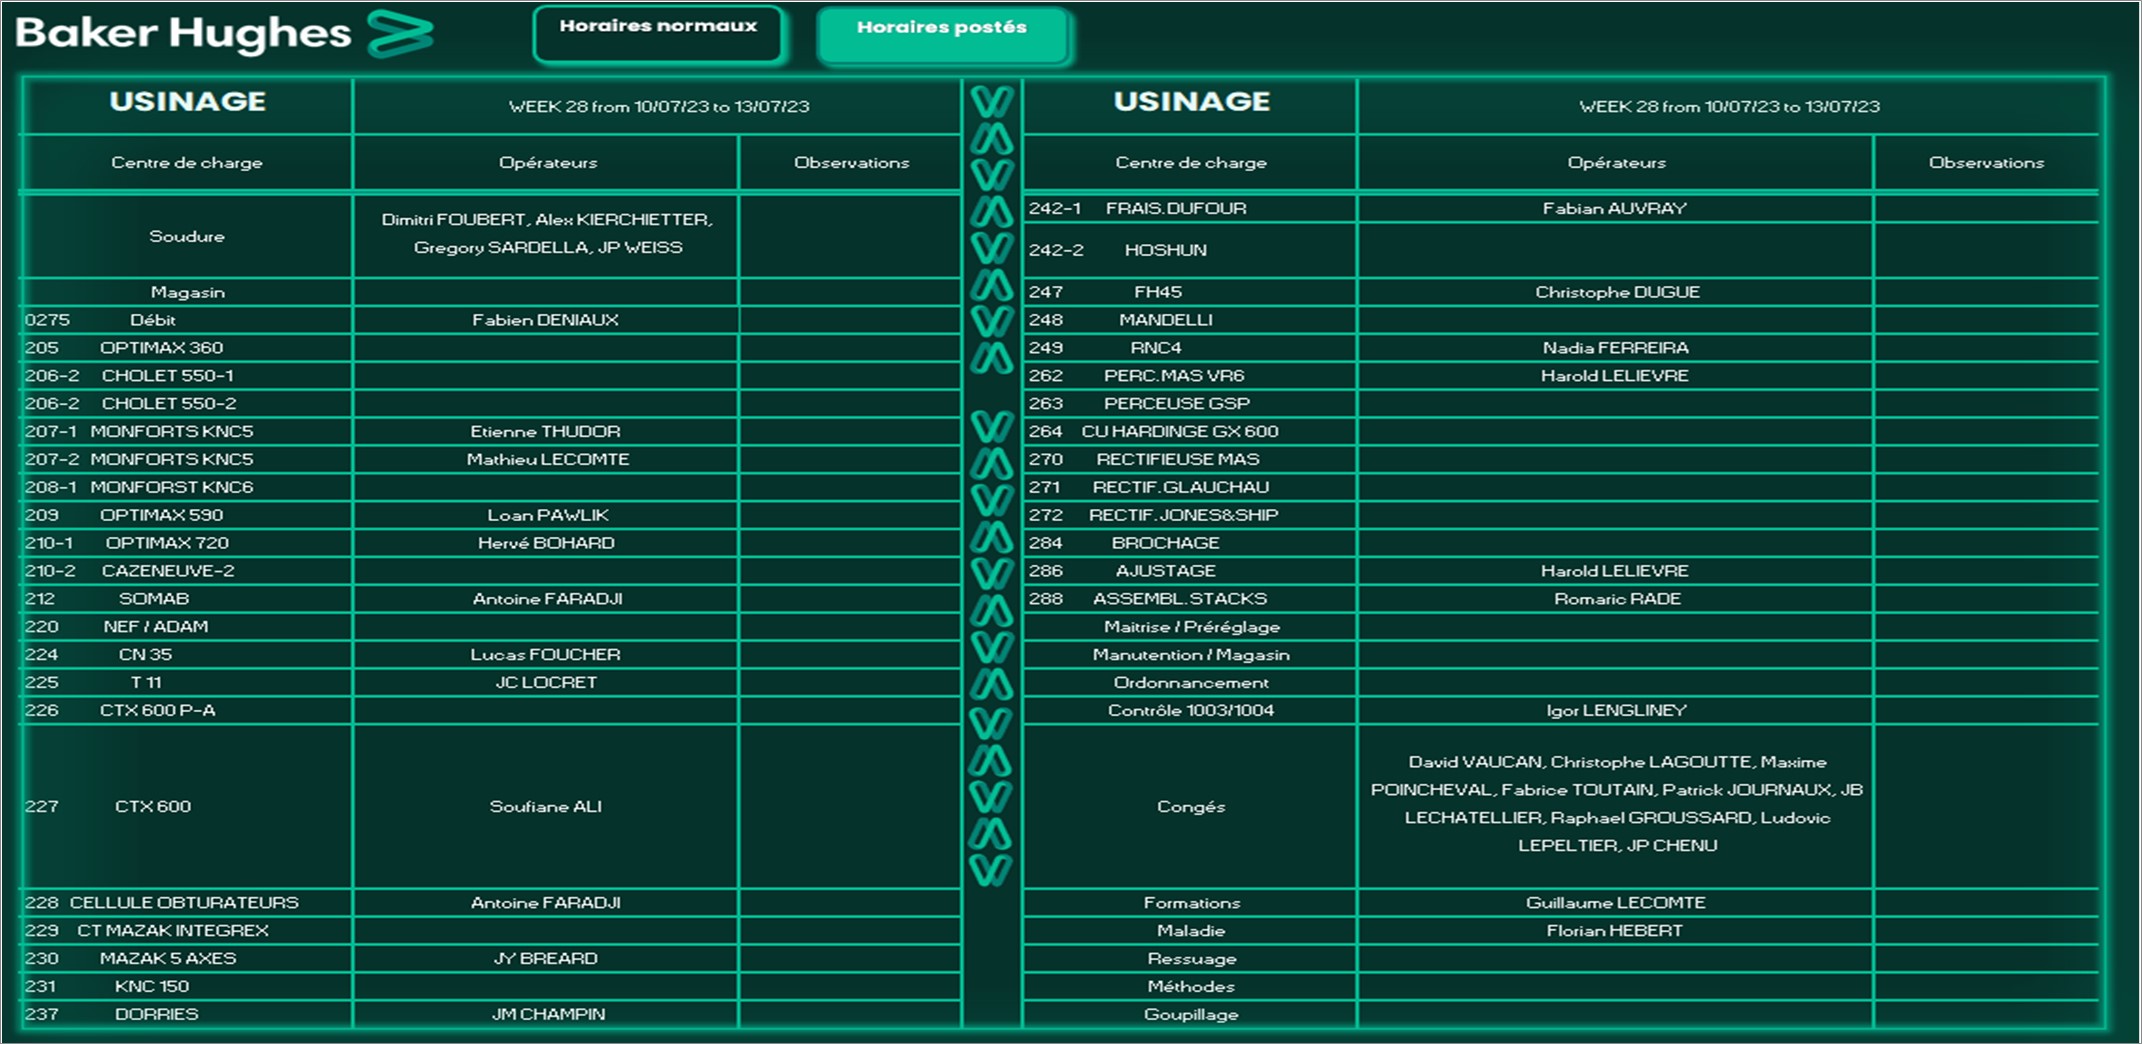 Baker Hughes
Horaires normaux
Horaires postés
USINAGE WEEK 28 from 10/07/23 to 13/07/23
Centre de charge Opérateurs Observations
Soudure Dimitri FOUBERT, Alex KIERCHIETTER,
Gregory SARDELLA, JP WEISS
Magasin
0275 Débit Fabien DENIAUX
205 OPTIMAX 360
206-2 CHOLET 550-1
206-2 CHOLET 550-2
207-1 MONFORTS KNC5 Etienne THUDOR
207-2 MONFORTS KNC5 Mathieu LECOMTE
208-1 MONFORST KNC6
209 OPTIMAX 590 Loan PAWLIK
210-1 OPTIMAX 720 Hervé BOHARD
210-2 CAZENEUVE-2
212 SOMAB Antoine FARADJI
220 NEF / ADAM
224 CN 35 Lucas FOUCHER
225 T 11 JC LOCRET
226 CTX 600 P-A
227 CTX 600 Soufiane ALI
228 CELLULE OBTURATEURS Antoine FARADJI
229 CT MAZAK INTEGREX
230 MAZAK 5 AXES JY BREARD
231 KNC 150
237 DORRIES JM CHAMPIN
USINAGE WEEK 28 from 10/07/23 to 13/07/23
Centre de charge Opérateurs Observations
242-1 FRAIS.DUFOUR Fabian AUVRAY
242-2 HOSHUN
247 FH45 Christophe DUGUE
248 MANDELLI
249 RNC4 Nadia FERREIRA
262 PERC.MAS VR6 Harold LELIEVRE
263 PERCEUSE GSP
264 CU HARDINGE GX 600
270 RECTIFIEUSE MAS
271 RECTIF.GLAUCHAU
272 RECTIF.JONES&SHIP
284 BROCHAGE
286 AJUSTAGE Harold LELIEVRE
288 ASSEMBL.STACKS Romaric RADE
Maitrise / Préréglage
Manutention / Magasin
Ordonnancement
Contrôle 1003/1004 Igor LENGLINEY
Congés David VAUCAN, Christophe LAGOUTTE, Maxime
POINCHEVAL, Fabrice TOUTAIN, Patrick JOURNAUX, JB
LECHATELLIER, Raphael GROUSSARD, Ludovic
LEPELTIER, JP CHENU
Formations Guillaume LECOMTE
Maladie Florian HEBERT
Ressuage
Méthodes
Goupillage